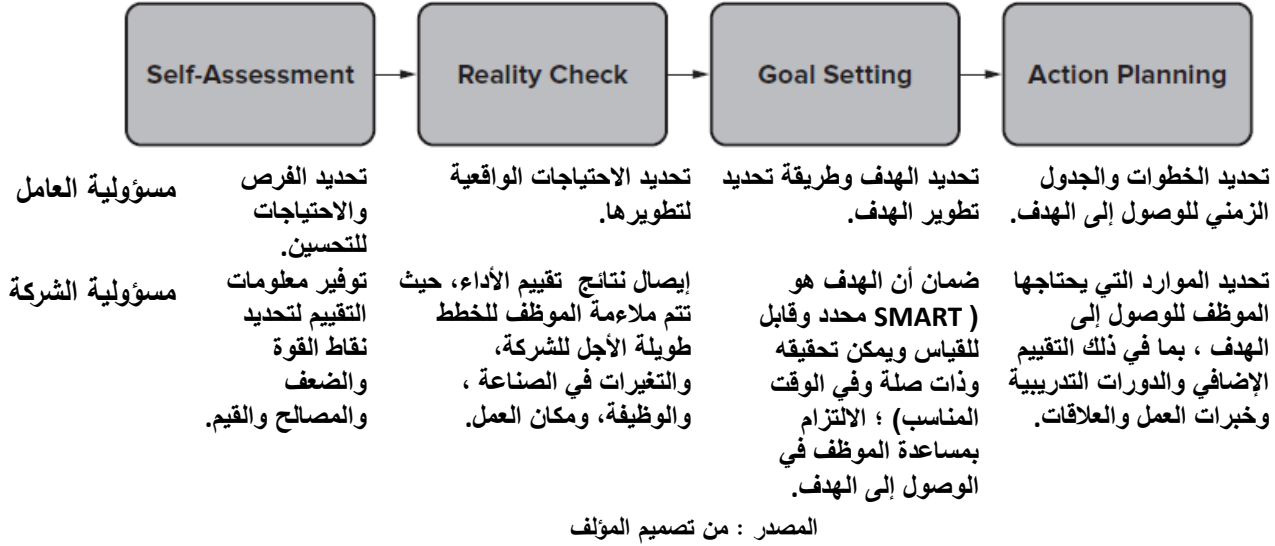 Self-Assessment
Reality Check
Goal Setting
Action Planning
مسؤولية العامل
تحديد الفرص
والاحتياجات
للتحسين.
تحديد الاحتياجات الواقعية
لتطويرها.
تحديد الهدف وطريقة تحديد
تطوير الهدف.
تحديد الخطوات والجدول
الزمني للوصول إلى الهدف.
مسؤولية الشركة
توفير معلومات
التقييم لتحديد
نقاط القوة
والضعف
والمصالح والقيم.
إيصال نتائج تقييم الأداء، حيث
تتم ملاءمة الموظف للخطط
طويلة الأجل للشركة،
والتغيرات في الصناعة ،
والوظيفة، ومكان العمل.
ضمان أن الهدف هو
SMART ( محدد وقابل
للقياس ويمكن تحقيقه
وذات صلة وفي الوقت
المناسب) ؛ الالتزام
بمساعدة الموظف في
الوصول إلى الهدف.
تحديد الموارد التي يحتاجها
الموظف للوصول إلى
الهدف ، بما في ذلك التقييم
الإضافي والدورات التدريبية
وخبرات العمل والعلاقات.
المصدر : من تصميم المؤلف